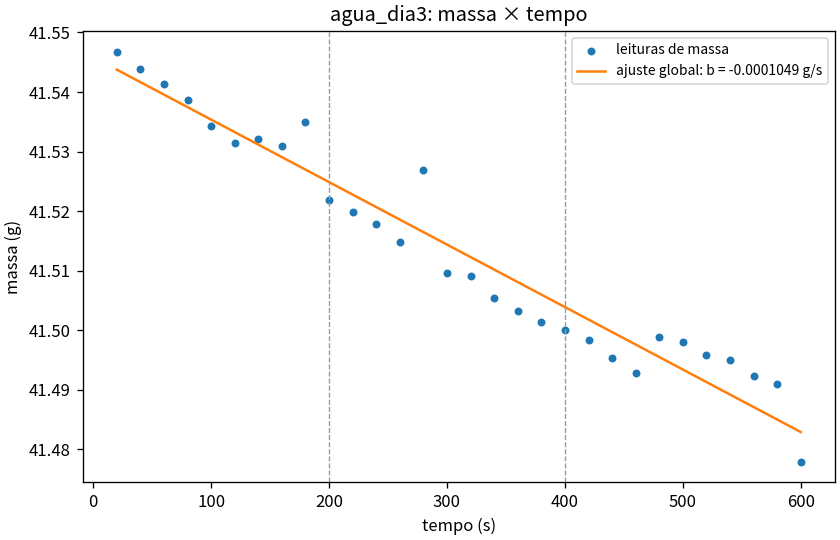 agua_dia3: massa × tempo
leituras de massa
ajuste global: b = -0.0001049 g/s
massa (g)
41.55
41.54
41.53
41.52
41.51
41.50
41.49
41.48
0 100 200 300 400 500 600
tempo (s)